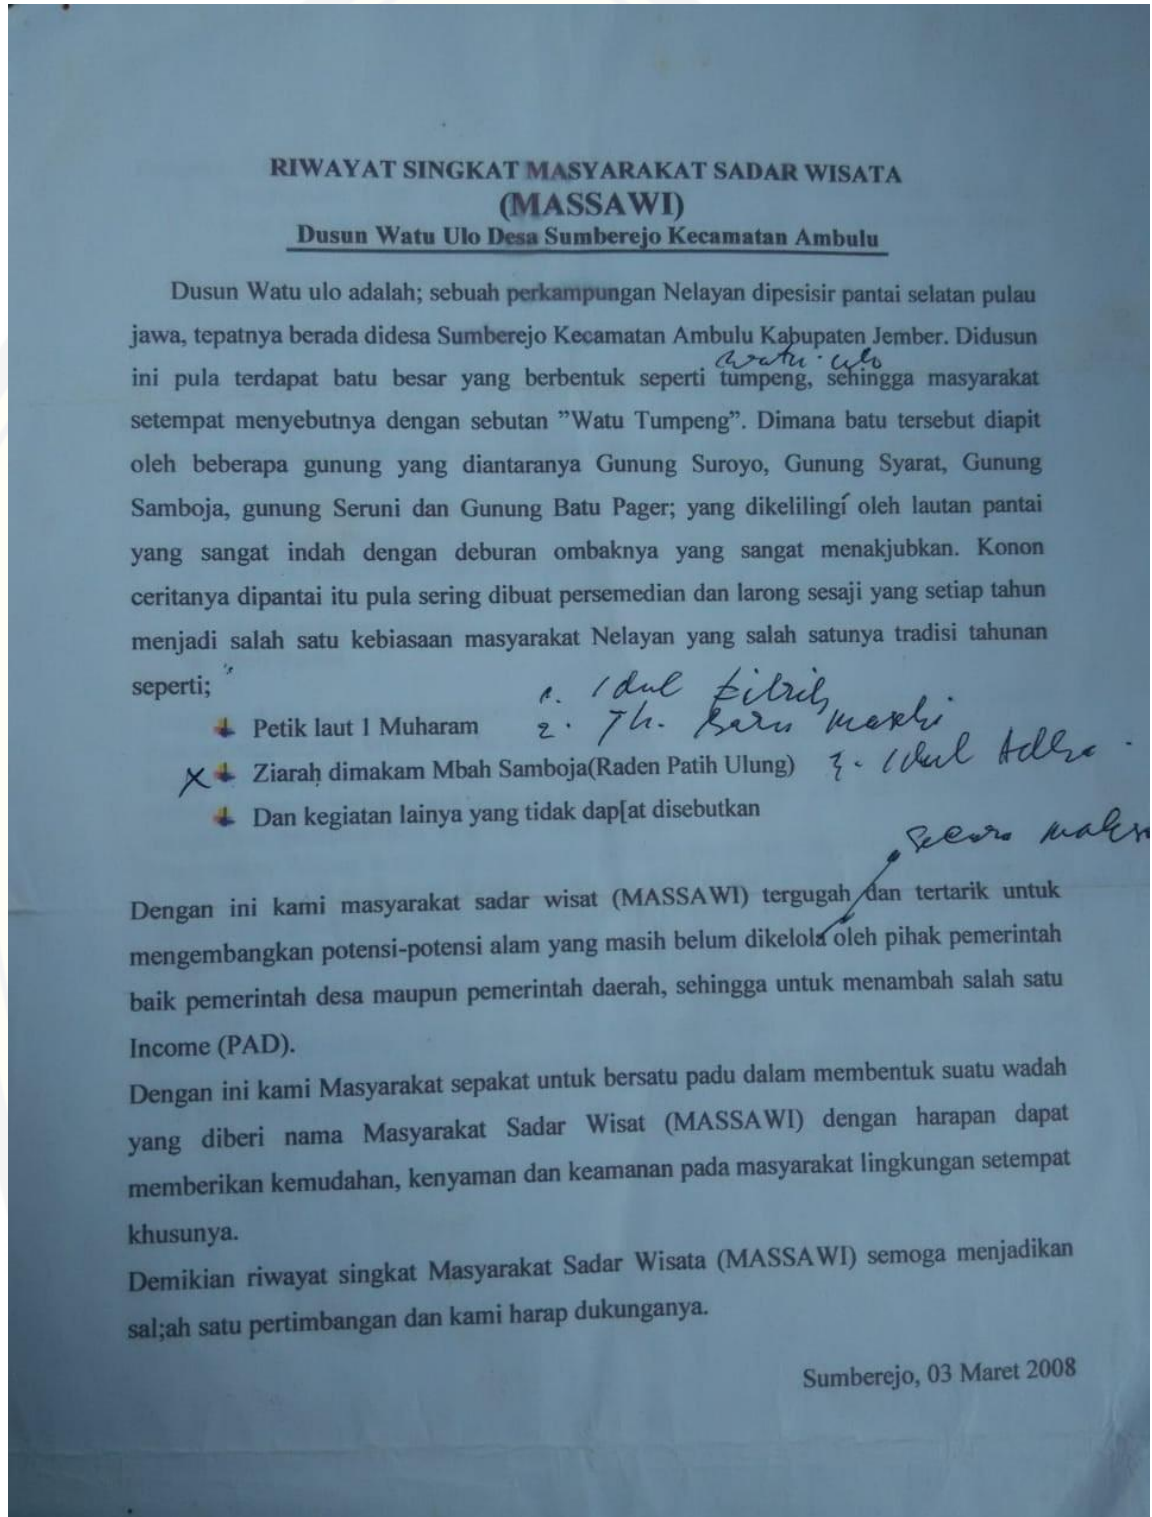 RIWAYAT SINGKAT MASYARAKAT SADAR WISATA
(MASSAWI)
Dusun Watu Ulo Desa Sumberejo Kecamatan Ambulu
Dusun Watu ulo adalah; sebuah perkampungan Nelayan dipesisir pantai selatan pulau
jawa, tepatnya berada didesa Sumberejo Kecamatan Ambulu Kabupaten Jember. Didusun
watu ulo
ini pula terdapat batu besar yang berbentuk seperti tumpeng, sehingga masyarakat
setempat menyebutnya dengan sebutan "Watu Tumpeng". Dimana batu tersebut diapit
oleh beberapa gunung yang diantaranya Gunung Suroyo, Gunung Syarat, Gunung
Samboja, gunung Seruni dan Gunung Batu Pager; yang dikelilingi oleh lautan pantai
yang sangat indah dengan deburan ombaknya yang sangat menakjubkan. Konon
ceritanya dipantai itu pula sering dibuat persemedian dan larong sesaji yang setiap tahun
menjadi salah satu kebiasaan masyarakat Nelayan yang salah satunya tradisi tahunan
seperti;
1. Idul Fitrih
Petik laut 1 Muharam
2. Th. Baru masehi
X Ziarah dimakam Mbah Samboja(Raden Patih Ulung)
3. Idul Adha.
Dan kegiatan lainya yang tidak dap[at disebutkan
Secara
Dengan ini kami masyarakat sadar wisat (MASSAWI) tergugah dan tertarik untuk
mengembangkan potensi-potensi alam yang masih belum dikelola oleh pihak pemerintah
baik pemerintah desa maupun pemerintah daerah, sehingga untuk menambah salah satu
Income (PAD).
Dengan ini kami Masyarakat sepakat untuk bersatu padu dalam membentuk suatu wadah
yang diberi nama Masyarakat Sadar Wisat (MASSAWI) dengan harapan dapat
memberikan kemudahan, kenyaman dan keamanan pada masyarakat lingkungan setempat
khusunya.
Demikian riwayat singkat Masyarakat Sadar Wisata (MASSAWI) semoga menjadikan
sal;ah satu pertimbangan dan kami harap dukunganya.
Sumberejo, 03 Maret 2008